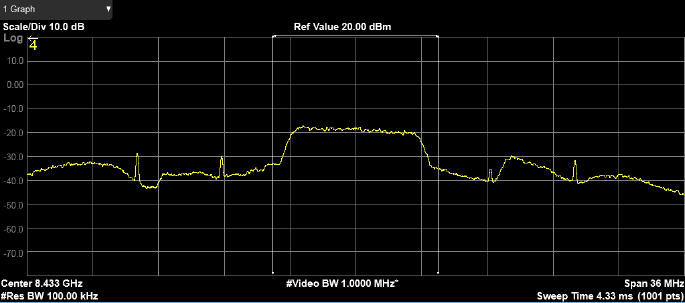 1 Graph
Scale/Div 10.0 dB
Ref Value 20.00 dBm
Log
4
10.0
0.00
-10.0
-20.0
-30.0
-40.0
-50.0
-60.0
-70.0
Center 8.433 GHz
#Video BW 1.0000 MHz*
Span 36 MHz
#Res BW 100.00 kHz
Sweep Time 4.33 ms (1001 pts)